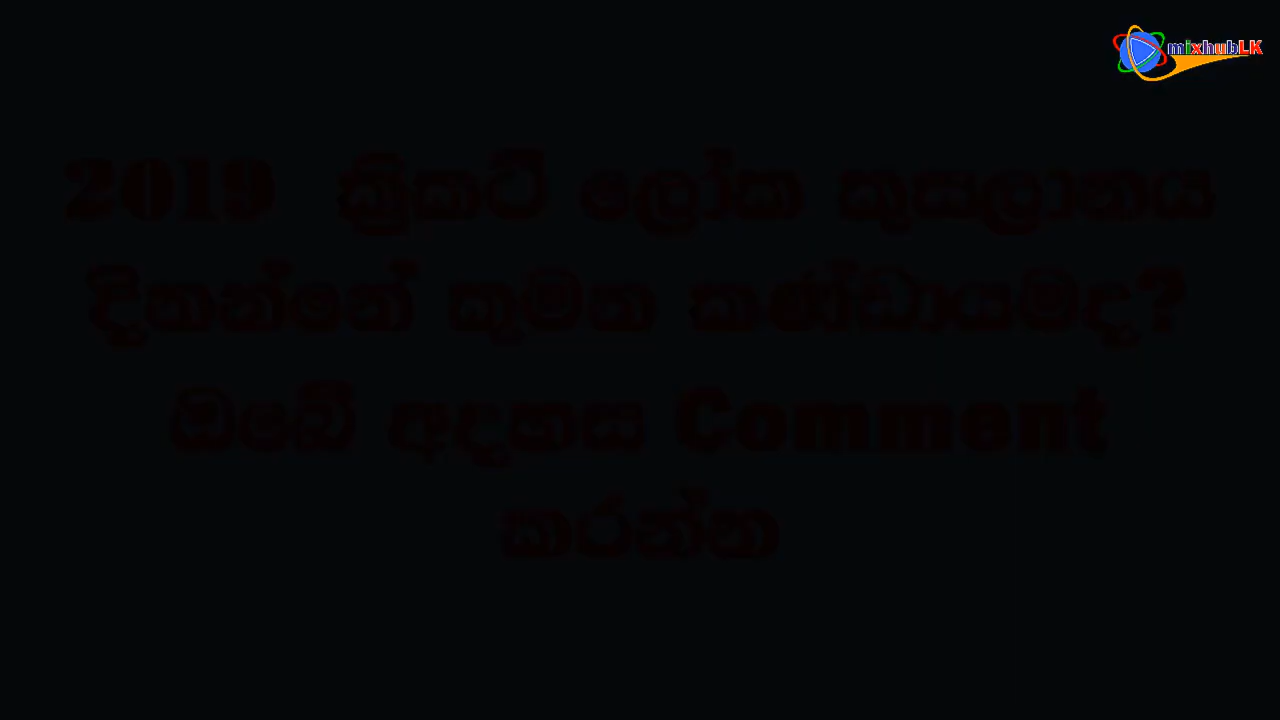 mixhubLK
2019 ක්‍රිකට් ලෝක කුසලානය
දිනන්නේ කුමන කණ්ඩායමද?
ඔබේ අදහස Comment
කරන්න